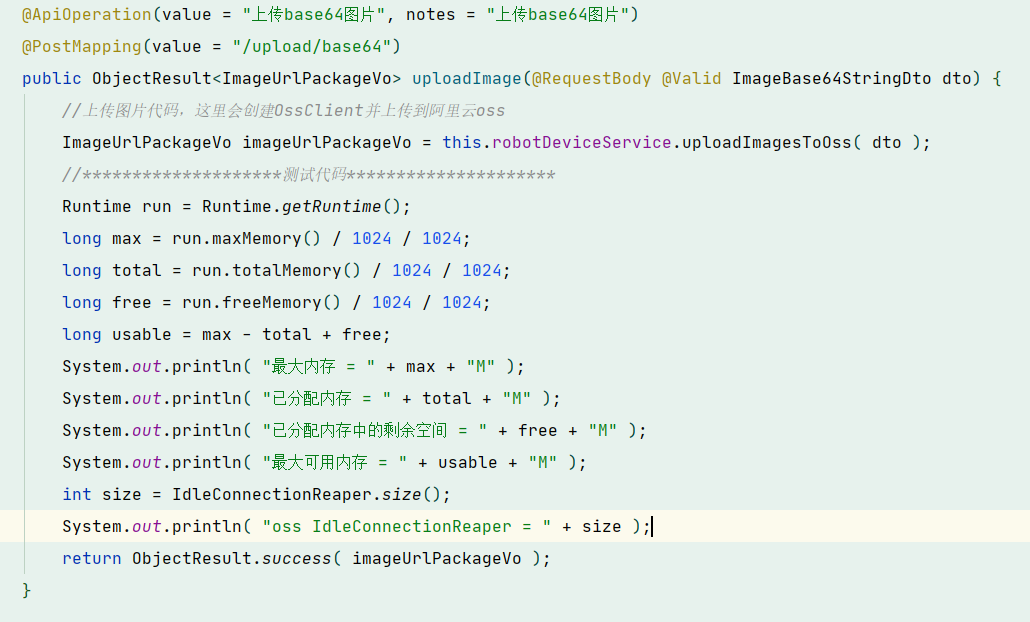 @ApiOperation(value = "上传base64图片", notes = "上传base64图片")
@PostMapping(value = "/upload/base64")
public ObjectResult<ImageUrlPackageVo> uploadImage(@RequestBody @Valid ImageBase64StringDto dto) {
//上传图片代码，这里会创建OssClient并上传到阿里云oss
ImageUrlPackageVo imageUrlPackageVo = this.robotDeviceService.uploadImagesToOss( dto );
//********************测试代码*********************
Runtime run = Runtime.getRuntime();
long max = run.maxMemory() / 1024 / 1024;
long total = run.totalMemory() / 1024 / 1024;
long free = run.freeMemory() / 1024 / 1024;
long usable = max - total + free;
System.out.println( "最大内存 = " + max + "M" );
System.out.println( "已分配内存 = " + total + "M" );
System.out.println( "已分配内存中的剩余空间 = " + free + "M" );
System.out.println( "最大可用内存 = " + usable + "M" );
int size = IdleConnectionReaper.size();
System.out.println( "oss IdleConnectionReaper = " + size );
return ObjectResult.success( imageUrlPackageVo );
}